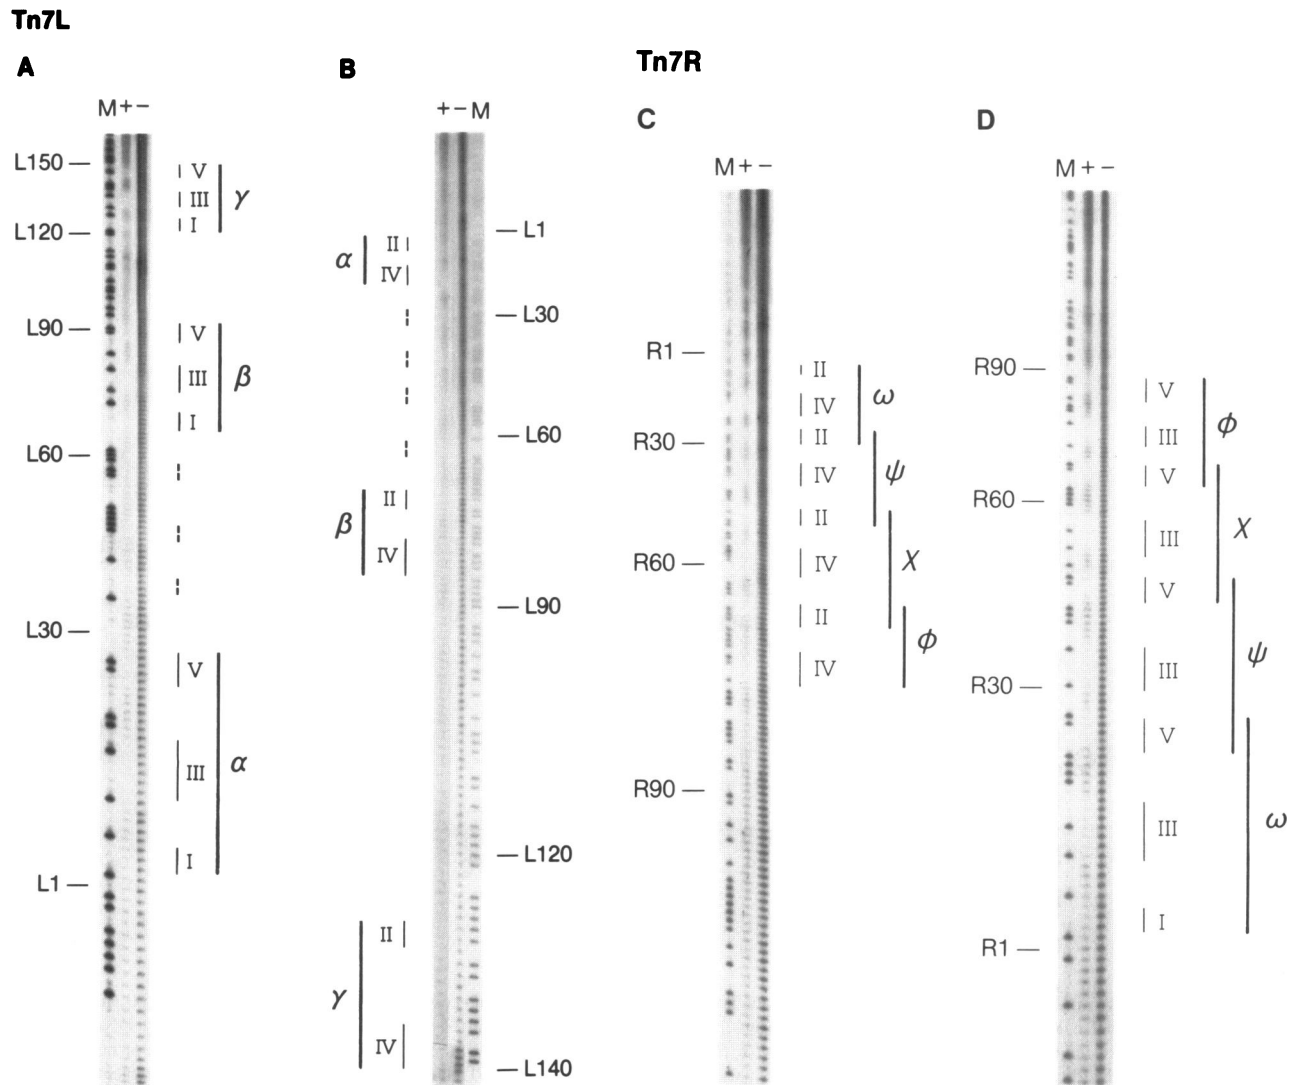 Tn7L
A
M + −
L150
L120
L90
L60
L30
L1
V
III
I
γ
V
III
I
β
V
III
I
α
B
+ − M
L1
L30
L60
L90
L120
L140
α
II
IV
β
II
IV
γ
II
IV
Tn7R
C
M + −
R1
R30
R60
R90
II
IV
ω
II
IV
ψ
II
IV
χ
II
IV
ϕ
D
M + −
R90
R60
R30
R1
V
III
ϕ
V
III
χ
V
III
ψ
V
III
I
ω